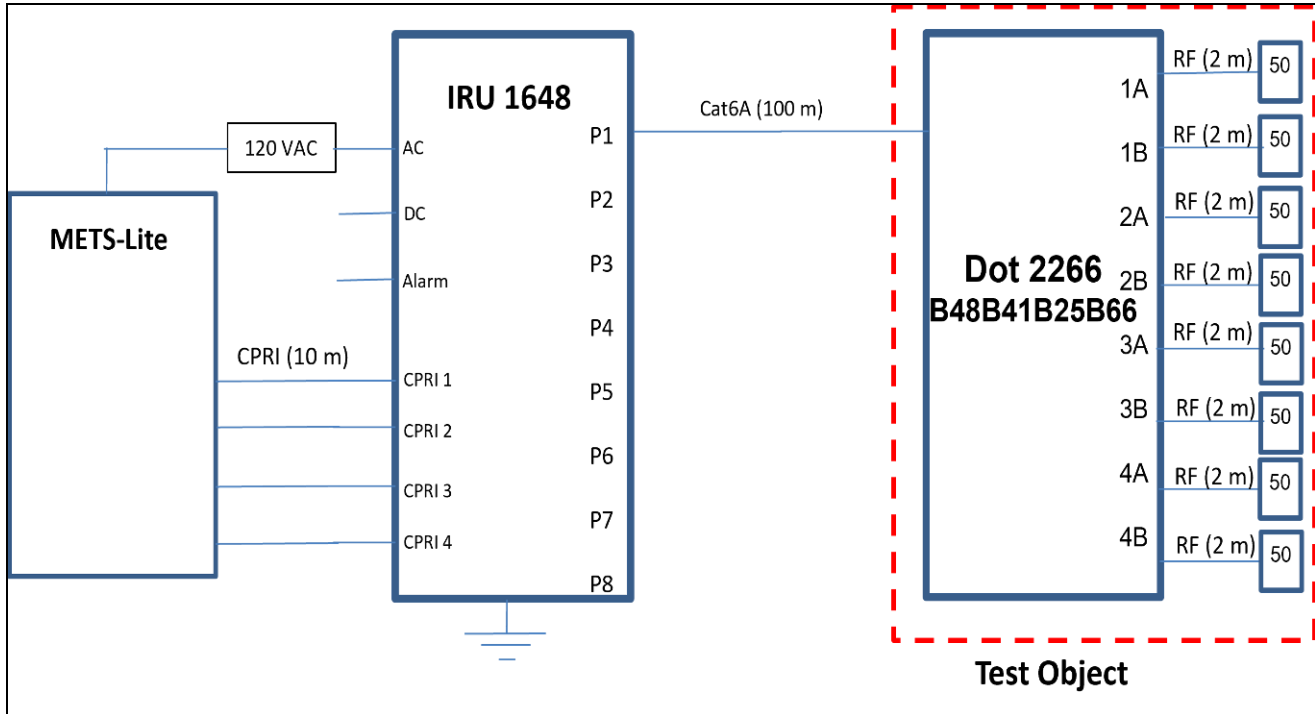 METS-Lite
120 VAC
CPRI (10 m)
IRU 1648
AC
DC
Alarm
CPRI 1
CPRI 2
CPRI 3
CPRI 4
P1
P2
P3
P4
P5
P6
P7
P8
Cat6A (100 m)
Dot 2266
B48B41B25B66
1A
1B
2A
2B
3A
3B
4A
4B
RF (2 m)
50
RF (2 m)
50
RF (2 m)
50
RF (2 m)
50
RF (2 m)
50
RF (2 m)
50
RF (2 m)
50
RF (2 m)
50
Test Object